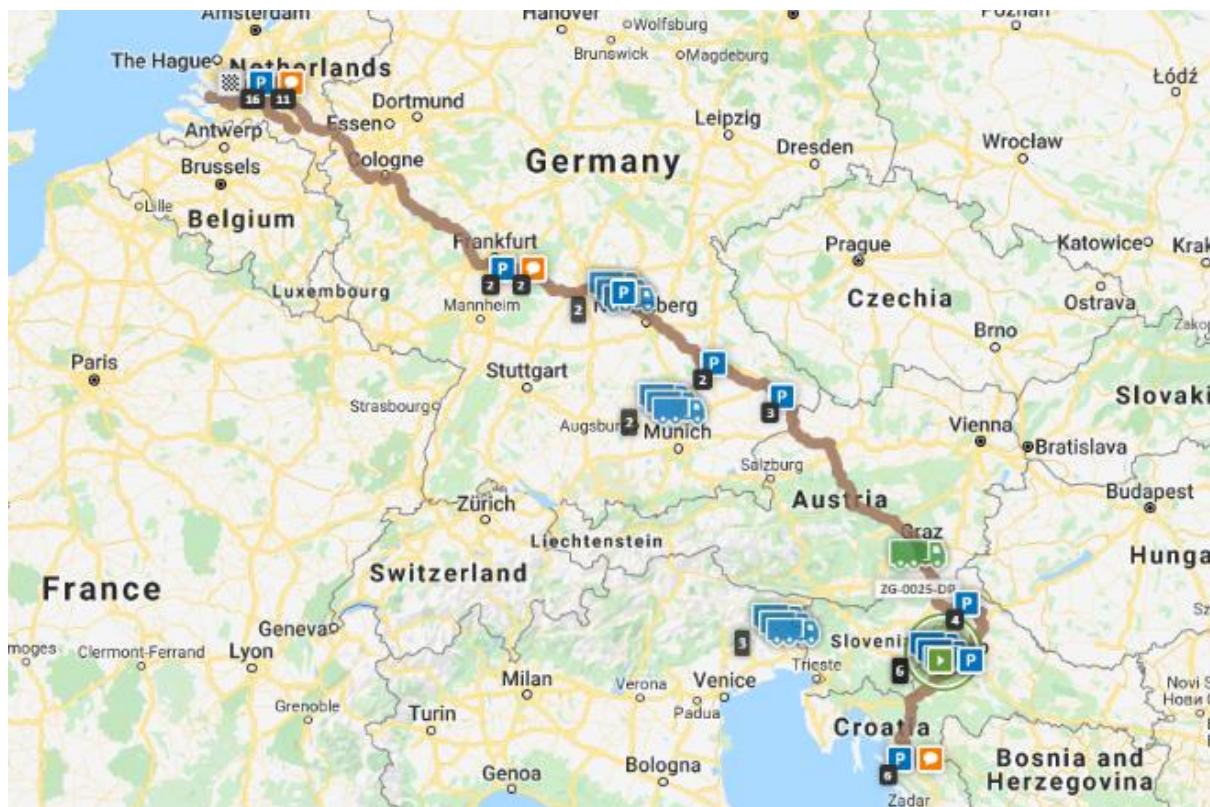 Amsterdam
Hanover
Wolfsburg
Brunswick
Magdeburg
Poznań
The Hague
Netherlands
16
11
Dortmund
Essen
Łódź
Leipzig
Antwerp
Dresden
Wrocław
Brussels
Germany
Cologne
Lille
Belgium
Frankfurt
Prague
Katowice
2
2
Luxembourg
Mannheim
2
Czechia
Ostrava
Brno
Paris
Stuttgart
2
Strasbourg
3
2
Augsburg
Munich
Vienna
Bratislava
Salzburg
Zürich
Austria
Budapest
Graz
Liechtenstein
Switzerland
France
ZG-0025-DP
4
Geneva
3
Clermont-Ferrand
Lyon
Trieste
6
Milan
Verona
Venice
Padua
Grenoble
Turin
Croatia
Bosnia and
Herzegovina
6
Bologna
Genoa
Zadar